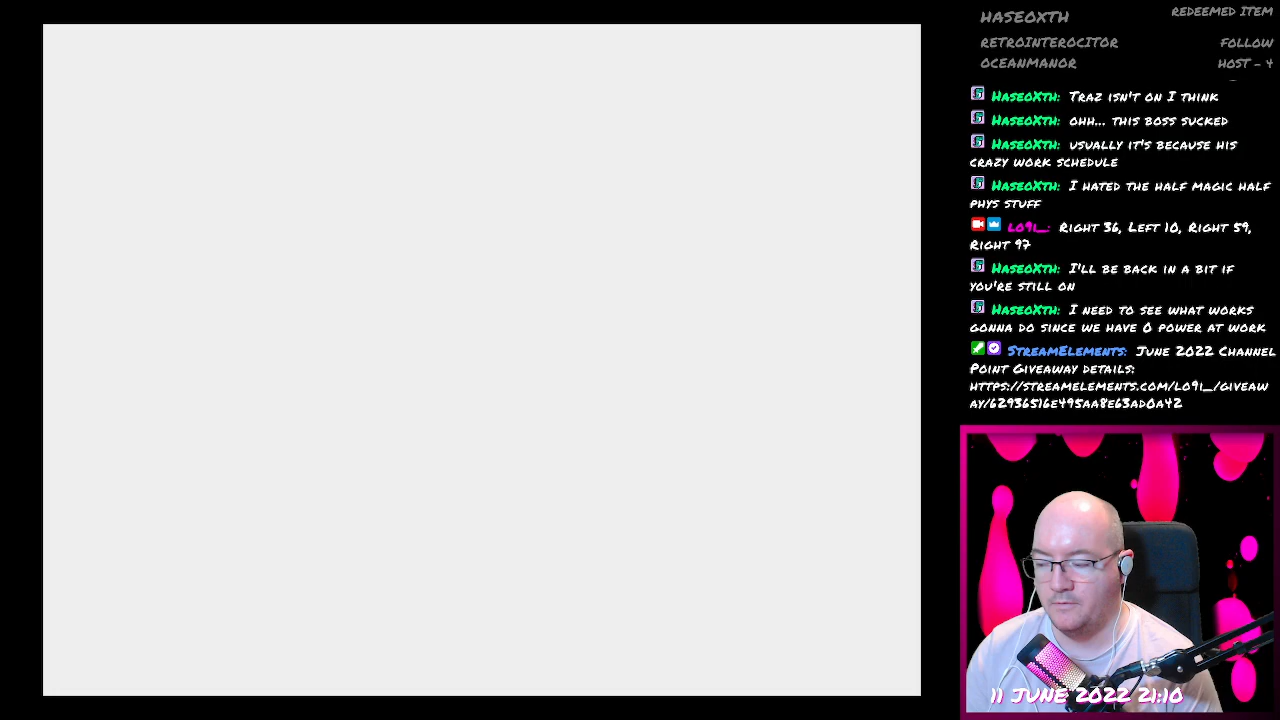 HASEOXTH REDEEMED ITEM
RETROINTEROCITOR FOLLOW
OCEANMANOR HOST - 4
HASEOXTH: TRAZ ISN'T ON I THINK
HASEOXTH: OHH... THIS BOSS SUCKED
HASEOXTH: USUALLY IT'S BECAUSE HIS
CRAZY WORK SCHEDULE
HASEOXTH: I HATED THE HALF MAGIC HALF
PHYS STUFF
LO9I_: RIGHT 36, LEFT 10, RIGHT 59,
RIGHT 97
HASEOXTH: I'LL BE BACK IN A BIT IF
YOU'RE STILL ON
HASEOXTH: I NEED TO SEE WHAT WORKS
GONNA DO SINCE WE HAVE 0 POWER AT WORK
STREAMELEMENTS: JUNE 2022 CHANNEL
POINT GIVEAWAY DETAILS:
HTTPS://STREAMELEMENTS.COM/LO9I_/GIVEAW
AY/62936516E495AA8E63AD0A42
11 JUNE 2022 21:10